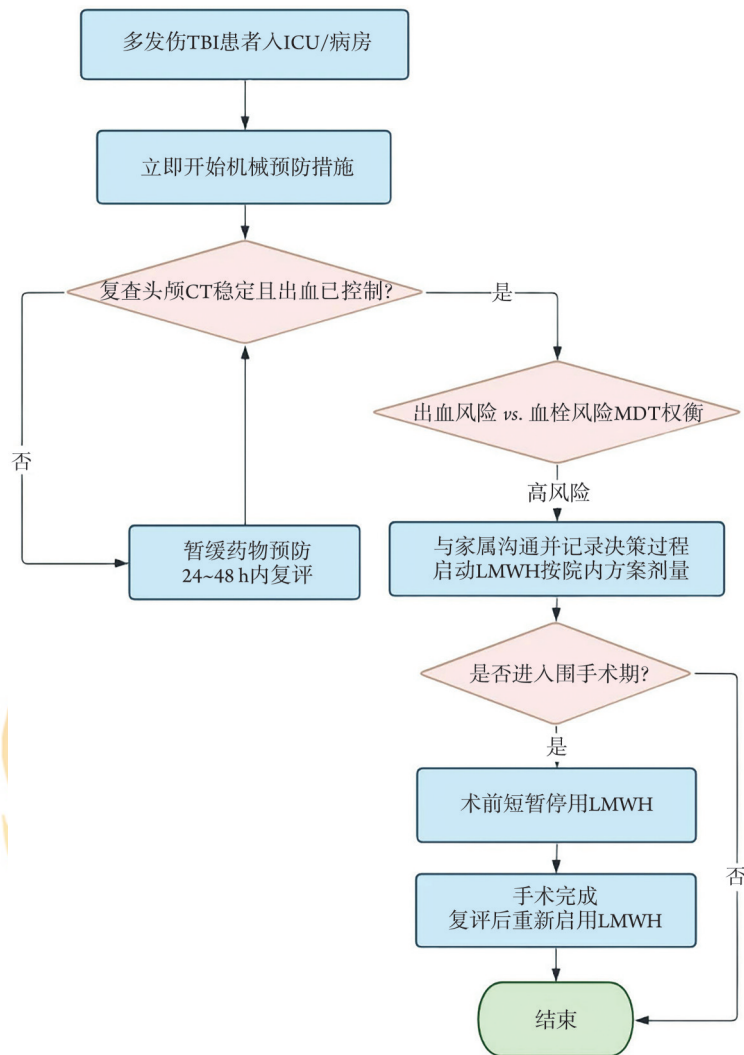 多发伤TBI患者入ICU/病房
立即开始机械预防措施
复查头颅CT稳定且出血已控制?
是
出血风险 vs. 血栓风险MDT权衡
否
高风险
暂缓药物预防
24~48 h内复评
与家属沟通并记录决策过程
启动LMWH按院内方案剂量
是否进入围手术期?
是
术前短暂停用LMWH
否
手术完成
复评后重新启用LMWH
结束